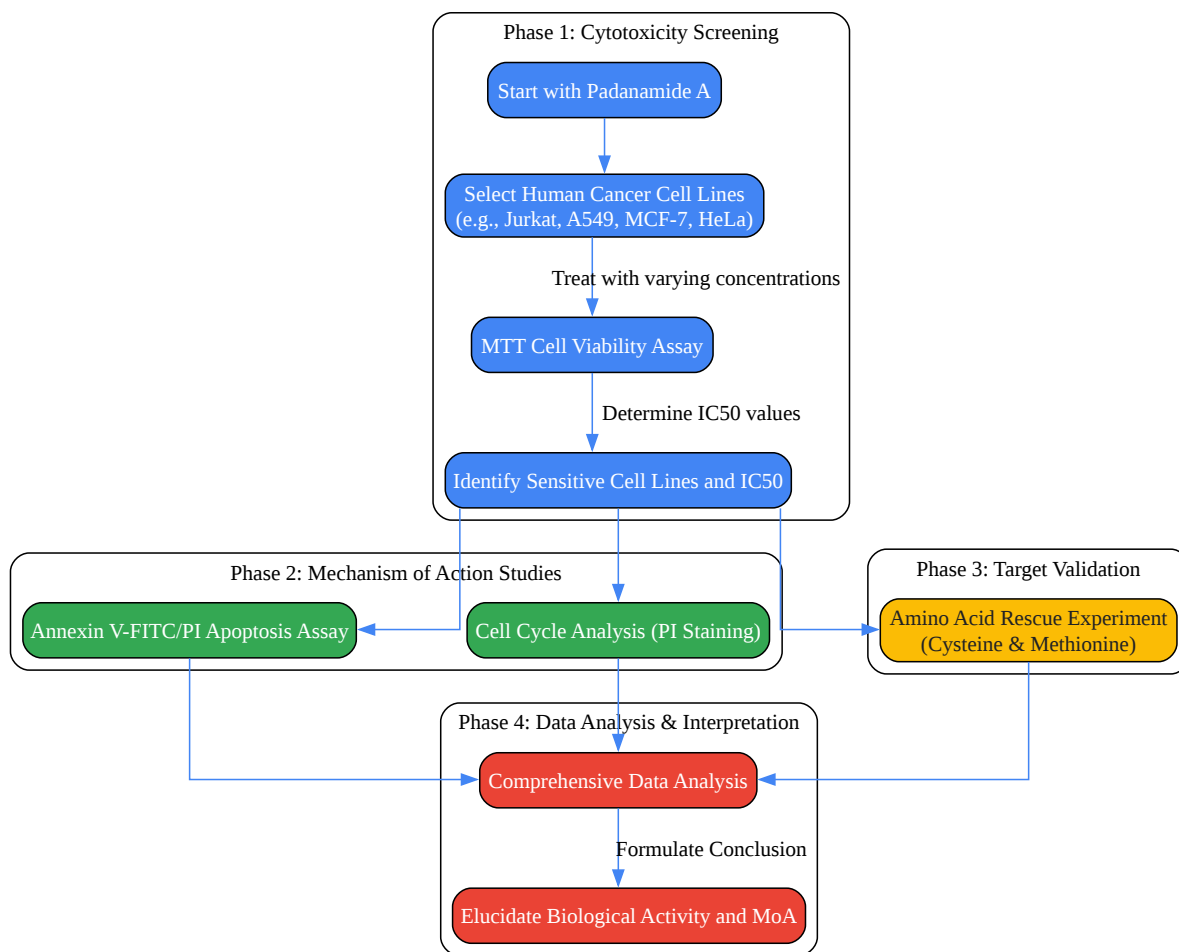 Phase 1: Cytotoxicity Screening
Start with Padanamide A
Select Human Cancer Cell Lines
(e.g., Jurkat, A549, MCF-7, HeLa)
Treat with varying concentrations
MTT Cell Viability Assay
Determine IC50 values
Identify Sensitive Cell Lines and IC50
Phase 2: Mechanism of Action Studies
Annexin V-FITC/PI Apoptosis Assay
Cell Cycle Analysis (PI Staining)
Phase 3: Target Validation
Amino Acid Rescue Experiment
(Cysteine & Methionine)
Phase 4: Data Analysis & Interpretation
Comprehensive Data Analysis
Formulate Conclusion
Elucidate Biological Activity and MoA